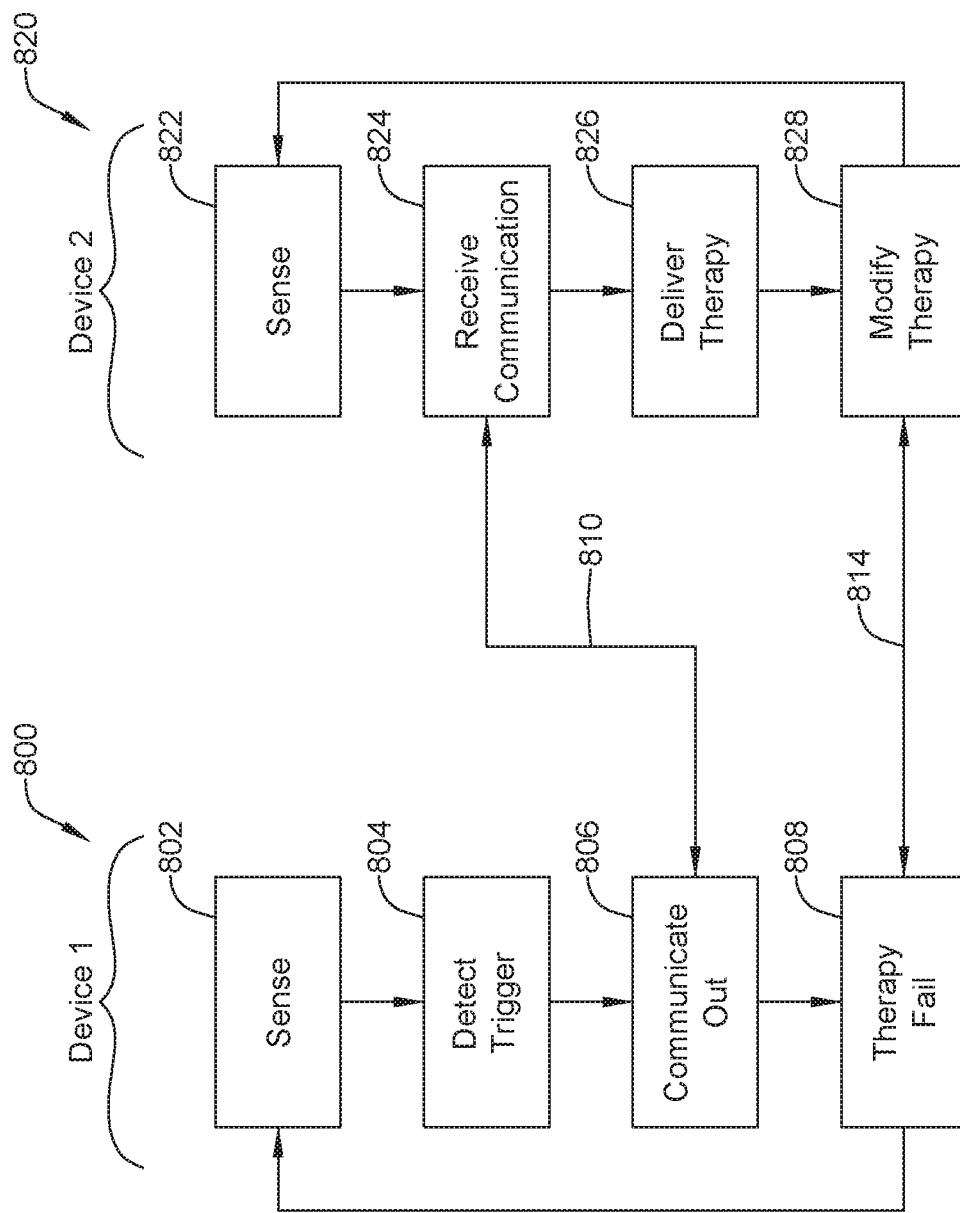 800
Device 1
802
Sense
804
Detect
Trigger
806
Communicate
Out
808
Therapy
Fail
810
814
820
Device 2
822
Sense
824
Receive
Communication
826
Deliver
Therapy
828
Modify
Therapy